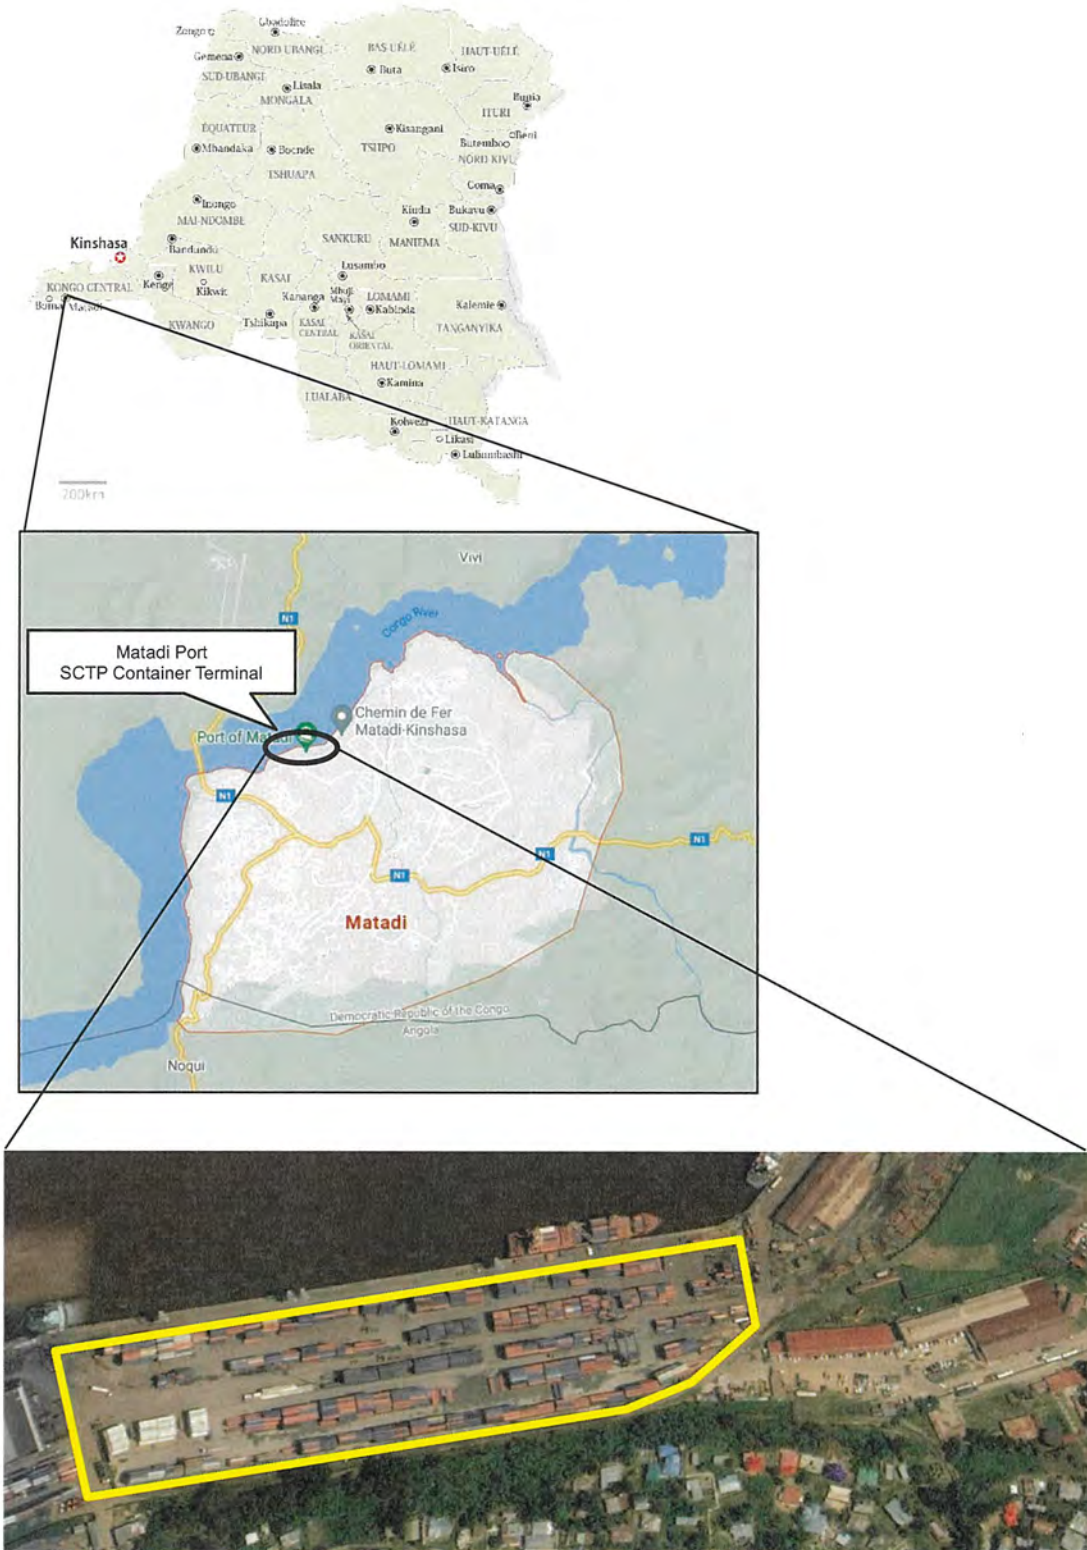 Gbadolite
Zongo
NORD UBANGI
BAS UÉLÉ
HAUT-UÉLÉ
Gemena
Buta
Isiro
SUD-UBANGI
Lisala
MONGALA
Bunia
ITURI
ÉQUATEUR
Kisangani
Beni
Butembo
Mbandaka
Boende
TSHOPO
NORD KIVU
TSHUAPA
Goma
Inongo
Kindu
Bukavu
MAI-NDOMBE
SUD-KIVU
Kinshasa
SANKURU
MANIEMA
Bandundu
KWILU
Lusambo
KONGO CENTRAL
Kenge
KASAI
Kikwit
Mbuji
Mayi
LOMAMI
Boma
Matadi
Kananga
Kabinda
Kalemie
KWANGO
Tshikapa
KASAI
CENTRAL
KASAI
ORIENTAL
TANGANYIKA
HAUT-LOMAMI
Kamina
LUALABA
Kolwezi
HAUT-KATANGA
Likasi
Lubumbashi
200km
Vivi
N1
Congo River
Matadi Port
SCTP Container Terminal
Chemin de Fer
Matadi-Kinshasa
Port of Matadi
N1
N1
N1
N1
Matadi
Democratic Republic of the Congo
Angola
Noqui